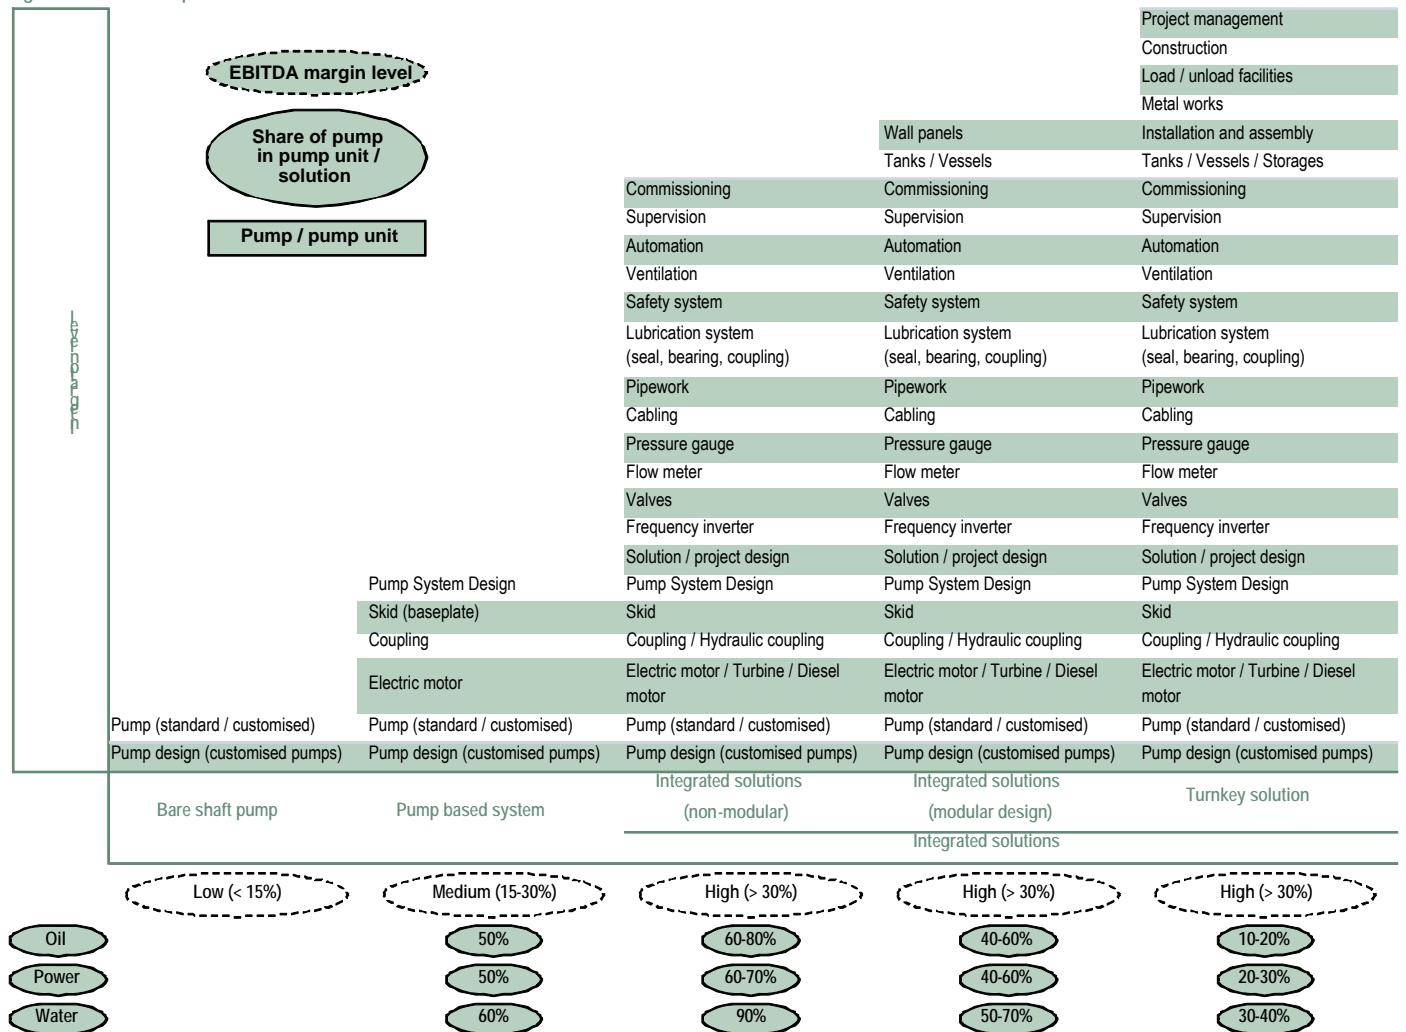 Project management
Construction
EBITDA margin level
Load / unload facilities
Metal works
Share of pump
in pump unit /
solution
Wall panels Installation and assembly
Tanks / Vessels Tanks / Vessels / Storages
Commissioning Commissioning Commissioning
Supervision Supervision Supervision
Pump / pump unit
Automation Automation Automation
Ventilation Ventilation Ventilation
Safety system Safety system Safety system
Lubrication system Lubrication system Lubrication system
(seal, bearing, coupling) (seal, bearing, coupling) (seal, bearing, coupling)
Pipework Pipework Pipework
Cabling Cabling Cabling
Pressure gauge Pressure gauge Pressure gauge
Flow meter Flow meter Flow meter
Valves Valves Valves
Frequency inverter Frequency inverter Frequency inverter
Solution / project design Solution / project design Solution / project design
Pump System Design Pump System Design Pump System Design Pump System Design
Skid (baseplate) Skid Skid Skid
Coupling Coupling / Hydraulic coupling Coupling / Hydraulic coupling Coupling / Hydraulic coupling
Electric motor Electric motor / Turbine / Diesel Electric motor / Turbine / Diesel Electric motor / Turbine / Diesel
motor motor motor
Pump (standard / customised) Pump (standard / customised) Pump (standard / customised) Pump (standard / customised) Pump (standard / customised)
Pump design (customised pumps) Pump design (customised pumps) Pump design (customised pumps) Pump design (customised pumps) Pump design (customised pumps)
Bare shaft pump Pump based system Integrated solutions Integrated solutions Turnkey solution
(non-modular) (modular design)
Integrated solutions
Low (< 15%) Medium (15-30%) High (> 30%) High (> 30%) High (> 30%)
Oil 50% 60-80% 40-60% 10-20%
Power 50% 60-70% 40-60% 20-30%
Water 60% 90% 50-70% 30-40%